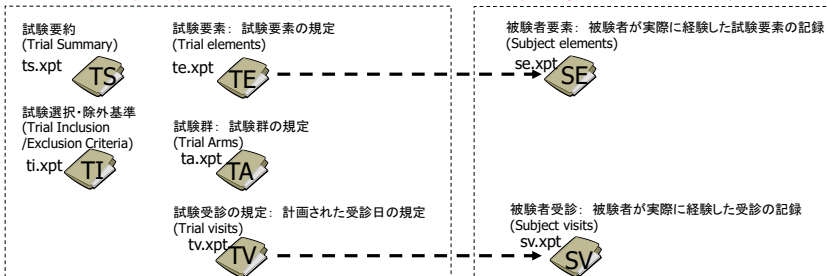 試験要約
(Trial Summary)
ts.xpt
TS
試験選択・除外基準
(Trial Inclusion
/Exclusion Criteria)
ti.xpt
TI
試験要素： 試験要素の規定
(Trial elements)
te.xpt
TE
試験群： 試験群の規定
(Trial Arms)
ta.xpt
TA
試験受診の規定： 計画された受診日の規定
(Trial visits)
tv.xpt
TV
被験者要素： 被験者が実際に経験した試験要素の記録
(Subject elements)
se.xpt
SE
被験者受診： 被験者が実際に経験した受診の記録
(Subject visits)
sv.xpt
SV